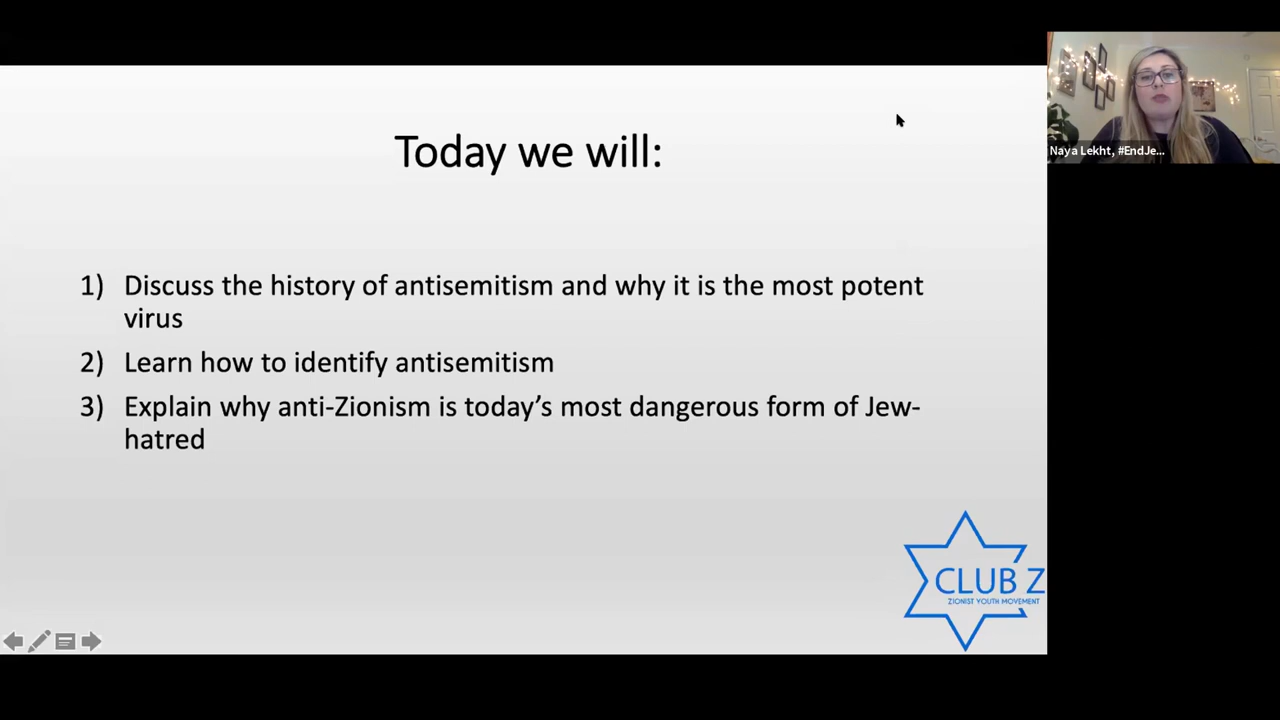 Today we will:
1) Discuss the history of antisemitism and why it is the most potent
virus
2) Learn how to identify antisemitism
3) Explain why anti-Zionism is today’s most dangerous form of Jew-
hatred
CLUB Z
ZIONIST YOUTH MOVEMENT
Naya Lekht, #EndJe...